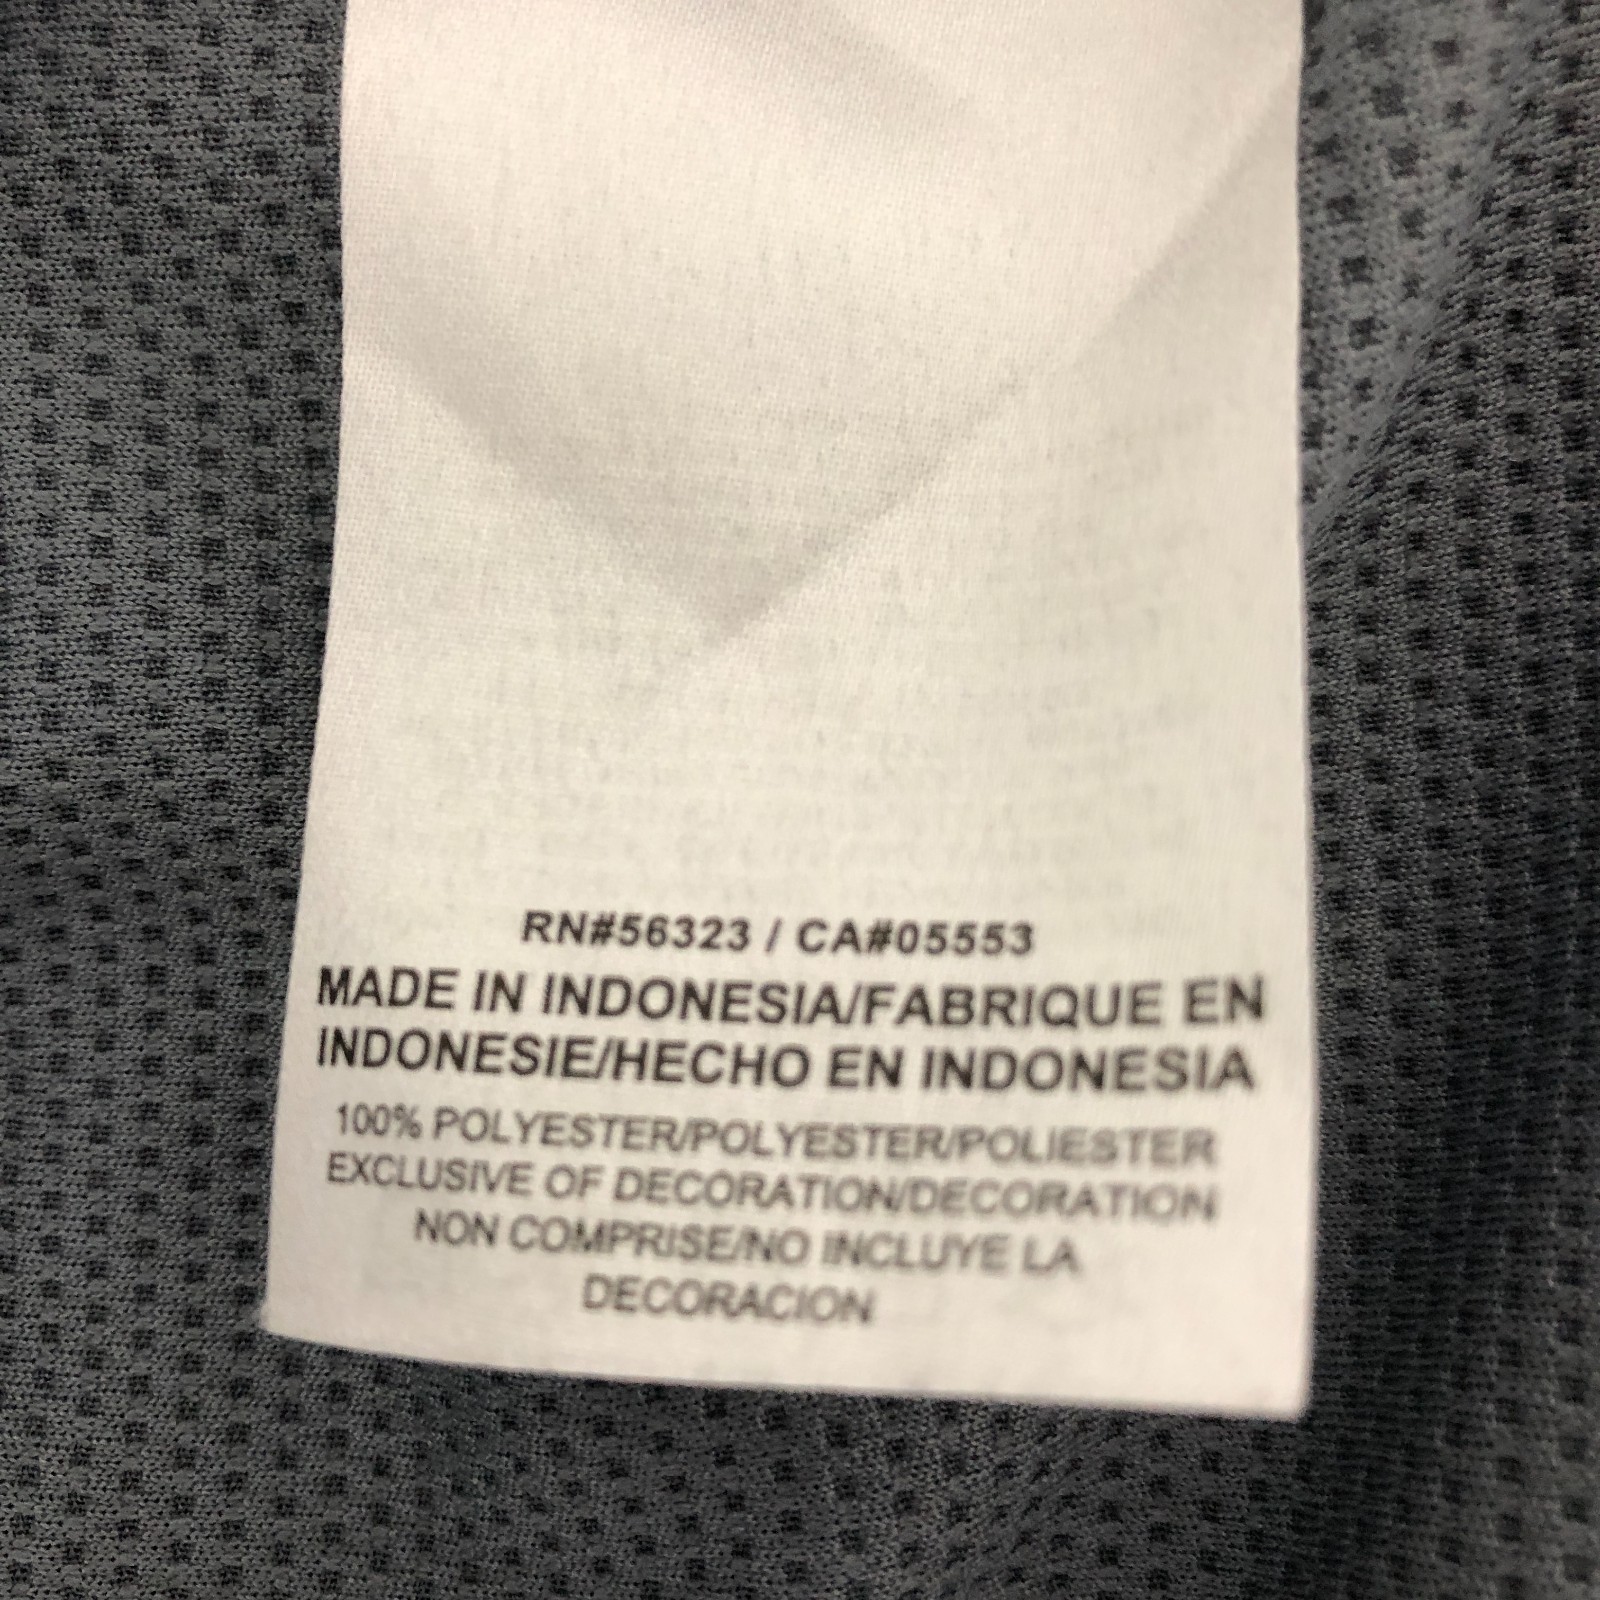 RN#56323 / CA#05553
MADE IN INDONESIA/FABRIQUE EN
INDONESIE/HECHO EN INDONESIA
100% POLYESTER/POLYESTER/POLIESTER
EXCLUSIVE OF DECORATION/DECORATION
NON COMPRISE/NO INCLUYE LA
DECORACION